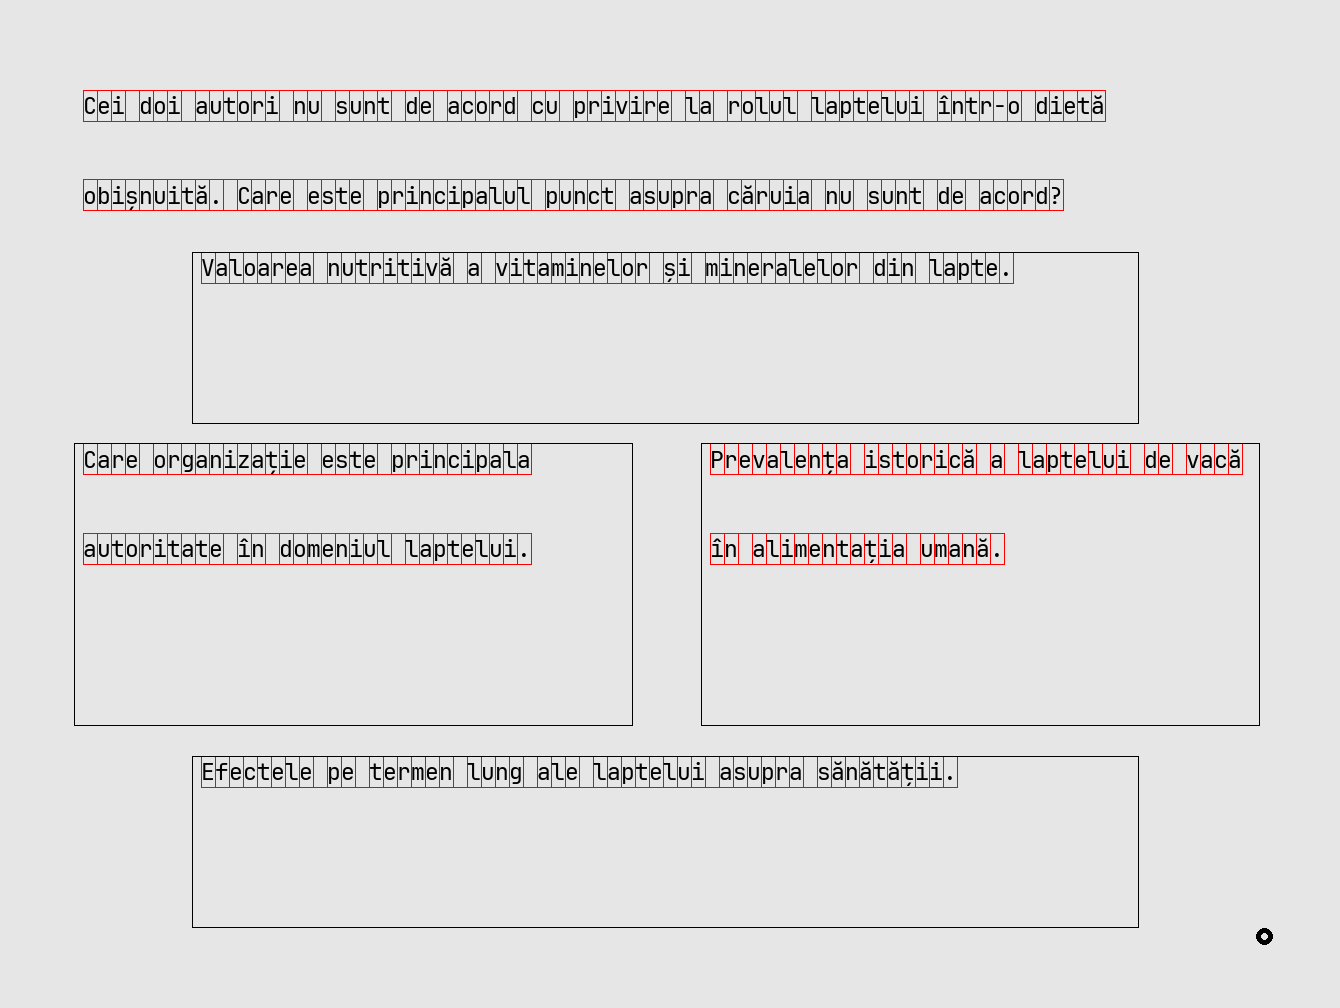 Cei doi autori nu sunt de acord cu privire la rolul laptelui într-o dietă
obișnuită. Care este principalul punct asupra căruia nu sunt de acord?
Valoarea nutritivă a vitaminelor și mineralelor din lapte.
Care organizație este principala
autoritate în domeniul laptelui.
Prevalența istorică a laptelui de vacă
în alimentația umană.
Efectele pe termen lung ale laptelui asupra sănătății.